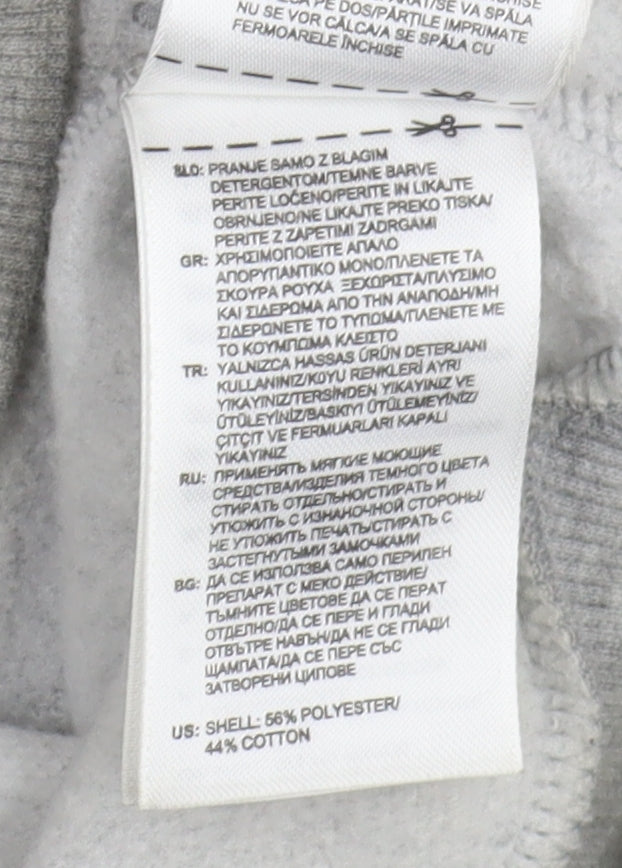 NU SE VOR CĂLCA/A SE SPĂLA CU
FERMOARELE ÎNCHISE
SLO: PRANJE SAMO Z BLAGIM
DETERGENTOM/TEMNE BARVE
PERITE LOČENO/PERITE IN LIKAJTE
OBRNJENO/NE LIKAJTE PREKO TISKA/
PERITE Z ZAPETIMI ZADRGAMI
GR: ΧΡΗΣΙΜΟΠΟΙΕΙΤΕ ΑΠΑΛΟ
ΑΠΟΡΥΠΑΝΤΙΚΟ ΜΟΝΟ/ΠΛΕΝΕΤΕ ΤΑ
ΣΚΟΥΡΑ ΡΟΥΧΑ ΞΕΧΩΡΙΣΤΑ/ΠΛΥΣΙΜΟ
ΚΑΙ ΣΙΔΕΡΩΜΑ ΑΠΟ ΤΗΝ ΑΝΑΠΟΔΗ/ΜΗ
ΣΙΔΕΡΩΝΕΤΕ ΤΟ ΤΥΠΩΜΑ/ΠΛΕΝΕΤΕ ΜΕ
ΤΟ ΚΟΥΜΠΩΜΑ ΚΛΕΙΣΤΟ
TR: YALNIZCA HASSAS ÜRÜN DETERJANI
KULLANINIZ/KOYU RENKLERİ AYRI
YIKAYINIZ/TERSİNDEN YIKAYINIZ VE
ÜTÜLEYİNİZ/BASKIYI ÜTÜLEMEYİNİZ/
ÇITÇIT VE FERMUARLARI KAPALI
YIKAYINIZ
RU: ПРИМЕНЯТЬ МЯГКИЕ МОЮЩИЕ
СРЕДСТВА/ИЗДЕЛИЯ ТЕМНОГО ЦВЕТА
СТИРАТЬ ОТДЕЛЬНО/СТИРАТЬ И
УТЮЖИТЬ С ИЗНАНОЧНОЙ СТОРОНЫ/
НЕ УТЮЖИТЬ ПЕЧАТЬ/СТИРАТЬ С
ЗАСТЕГНУТЫМИ ЗАМОЧКАМИ
BG: ДА СЕ ИЗПОЛЗВА САМО ПЕРИЛЕН
ПРЕПАРАТ С МЕКО ДЕЙСТВИЕ/
ТЪМНИТЕ ЦВЕТОВЕ ДА СЕ ПЕРАТ
ОТДЕЛНО/ДА СЕ ПЕРЕ И ГЛАДИ
ОТВЪТРЕ НАВЪН/ДА НЕ СЕ ГЛАДИ
ЩАМПАТА/ДА СЕ ПЕРЕ СЪС
ЗАТВОРЕНИ ЦИПОВЕ
US: SHELL: 56% POLYESTER/
44% COTTON